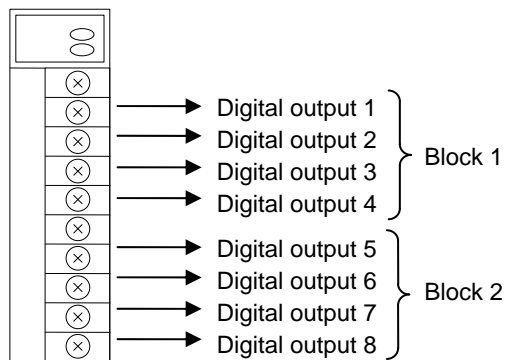 Digital output 1
Digital output 2
Digital output 3
Digital output 4
Block 1
Digital output 5
Digital output 6
Digital output 7
Digital output 8
Block 2